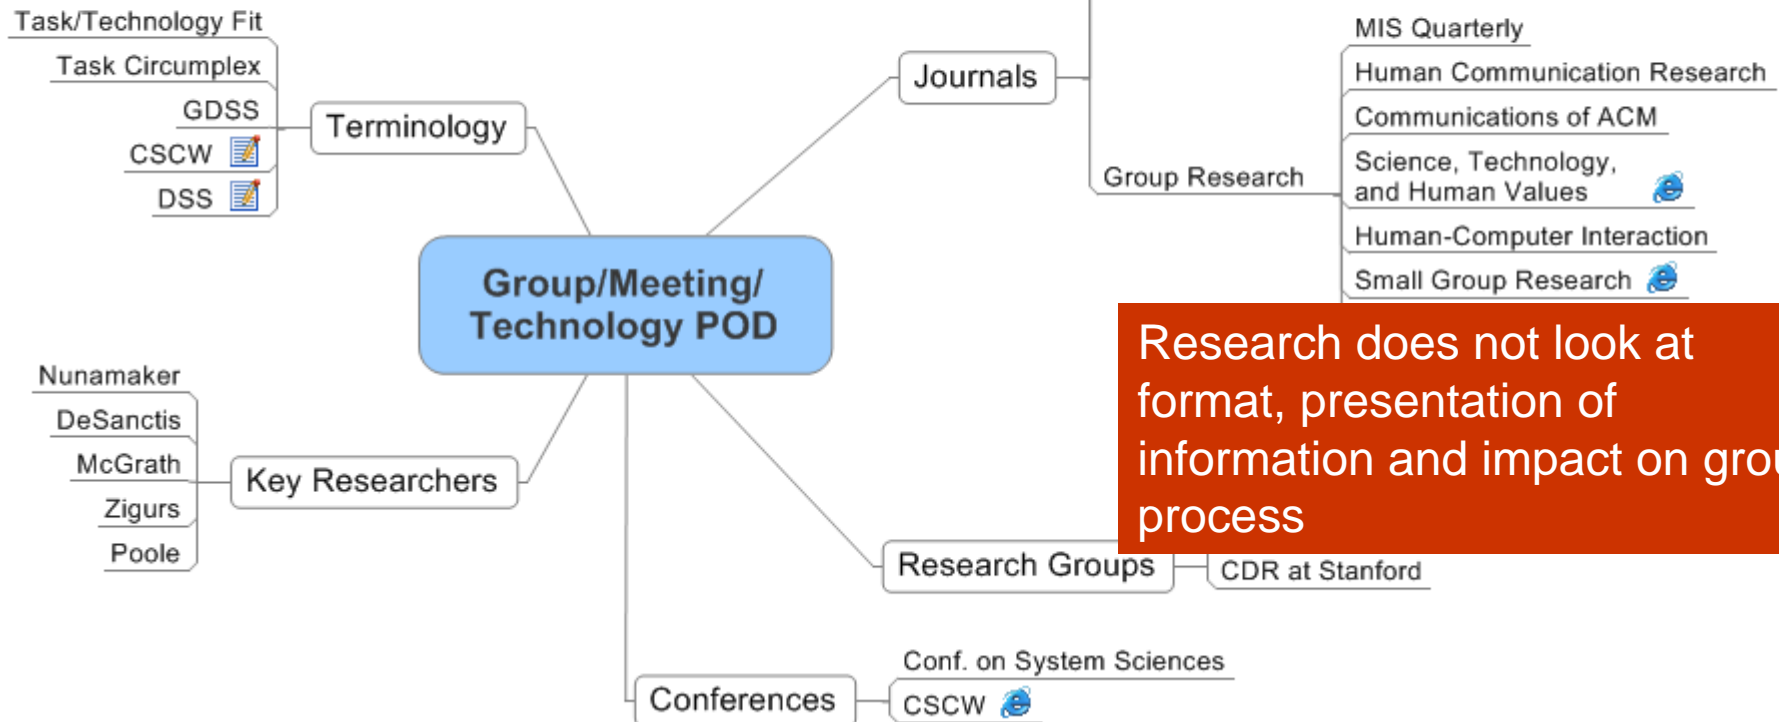 Task/Technology Fit
Task Circumplex
GDSS
CSCW
DSS
Terminology
Journals
Group Research
MIS Quarterly
Human Communication Research
Communications of ACM
Science, Technology,
and Human Values
Human-Computer Interaction
Small Group Research
Group/Meeting/
Technology POD
Research does not look at
format, presentation of
information and impact on grou
process
Nunamaker
DeSanctis
McGrath
Zigurs
Poole
Key Researchers
Research Groups
CDR at Stanford
Conferences
Conf. on System Sciences
CSCW